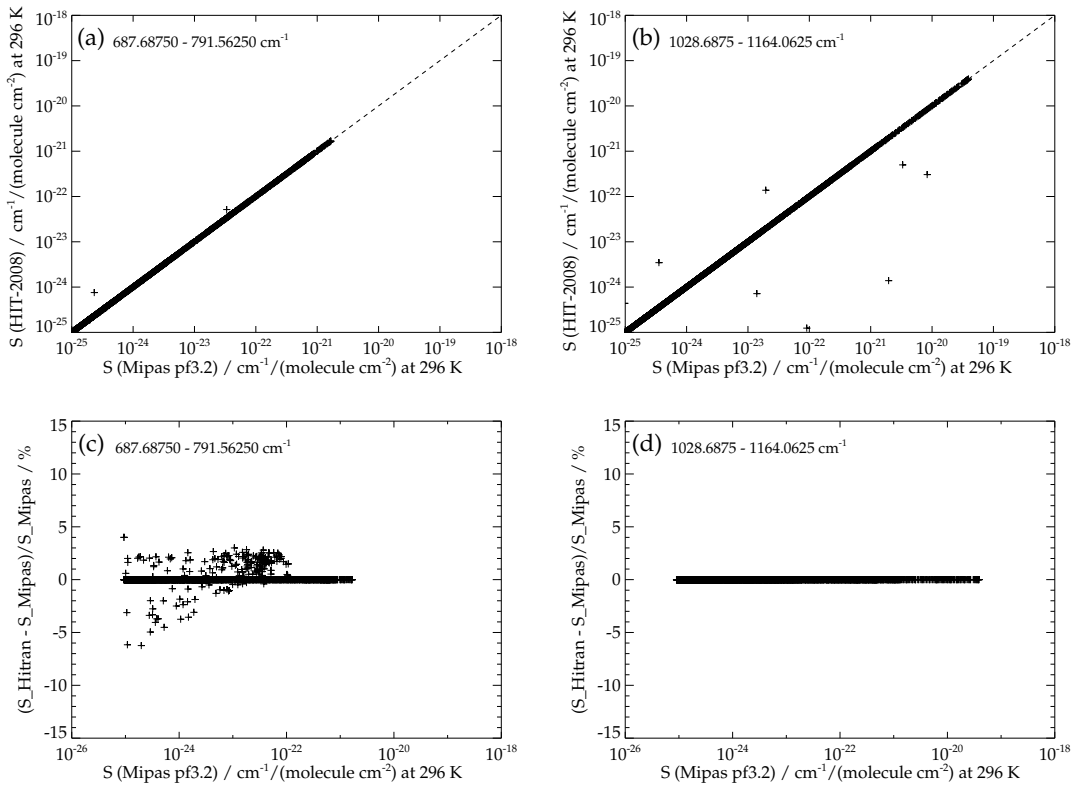 (a) 687.68750 - 791.56250 cm⁻¹
S (HIT-2008) / cm⁻¹/(molecule cm⁻²) at 296 K
10⁻¹⁸
10⁻¹⁹
10⁻²⁰
10⁻²¹
10⁻²²
10⁻²³
10⁻²⁴
10⁻²⁵
10⁻²⁵ 10⁻²⁴ 10⁻²³ 10⁻²² 10⁻²¹ 10⁻²⁰ 10⁻¹⁹ 10⁻¹⁸
S (Mipas pf3.2) / cm⁻¹/(molecule cm⁻²) at 296 K
(b) 1028.6875 - 1164.0625 cm⁻¹
S (HIT-2008) / cm⁻¹/(molecule cm⁻²) at 296 K
10⁻¹⁸
10⁻¹⁹
10⁻²⁰
10⁻²¹
10⁻²²
10⁻²³
10⁻²⁴
10⁻²⁵
10⁻²⁵ 10⁻²⁴ 10⁻²³ 10⁻²² 10⁻²¹ 10⁻²⁰ 10⁻¹⁹ 10⁻¹⁸
S (Mipas pf3.2) / cm⁻¹/(molecule cm⁻²) at 296 K
(c) 687.68750 - 791.56250 cm⁻¹
(S_Hitran - S_Mipas)/S_Mipas / %
15
10
5
0
-5
-10
-15
10⁻²⁶ 10⁻²⁴ 10⁻²² 10⁻²⁰ 10⁻¹⁸
S (Mipas pf3.2) / cm⁻¹/(molecule cm⁻²) at 296 K
(d) 1028.6875 - 1164.0625 cm⁻¹
(S_Hitran - S_Mipas)/S_Mipas / %
15
10
5
0
-5
-10
-15
10⁻²⁶ 10⁻²⁴ 10⁻²² 10⁻²⁰ 10⁻¹⁸
S (Mipas pf3.2) / cm⁻¹/(molecule cm⁻²) at 296 K